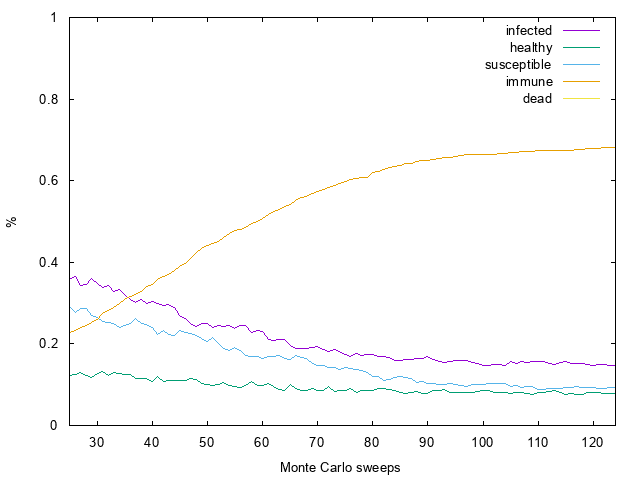 1
0.8
0.6
0.4
0.2
0
%
30 40 50 60 70 80 90 100 110 120
Monte Carlo sweeps
infected
healthy
susceptible
immune
dead